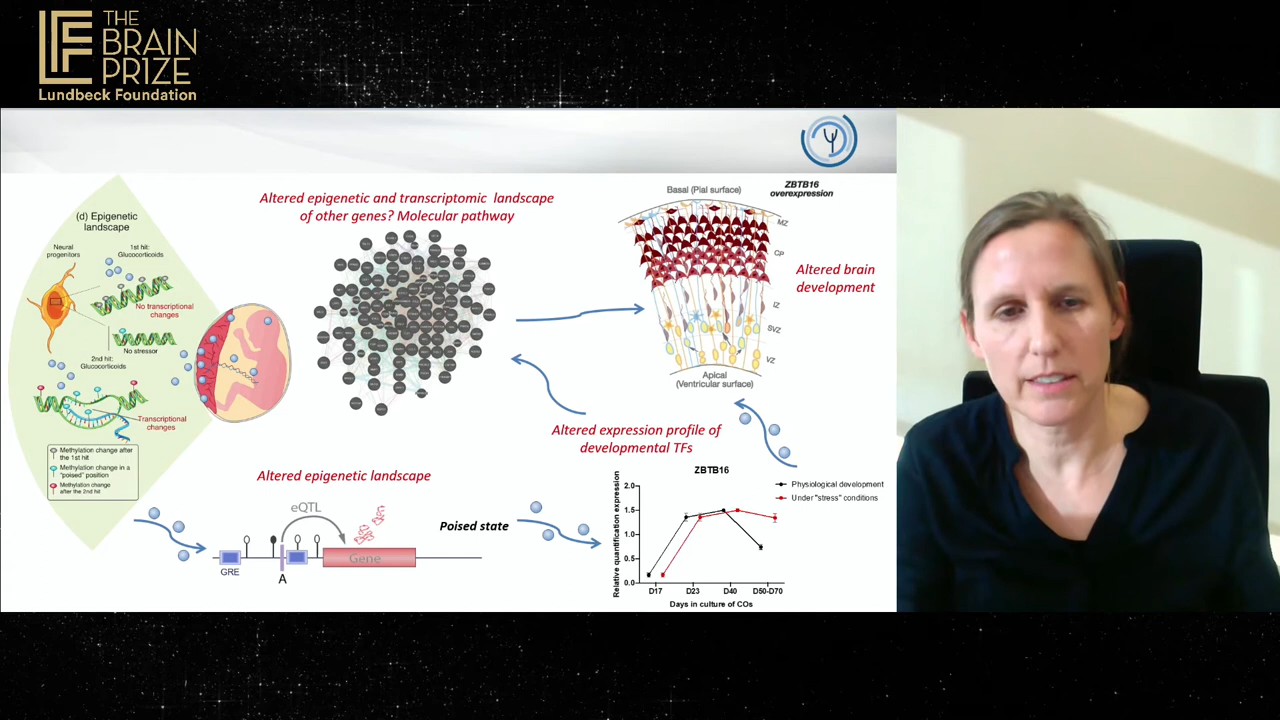 THE
BRAIN
PRIZE
Lundbeck Foundation
(d) Epigenetic
landscape
Neural
progenitors
1st hit:
Glucocorticoids
No transcriptional
changes
No stressor
2nd hit:
Glucocorticoids
Transcriptional
changes
Methylation change after
the 1st hit
Methylation change in a
"poised" position
Methylation change
after the 2nd hit
Altered epigenetic and transcriptomic landscape
of other genes? Molecular pathway
Basal (Pial surface)
ZBTB16
overexpression
MZ
CP
IZ
SVZ
VZ
Apical
(Ventricular surface)
Altered brain
development
Altered expression profile of
developmental TFs
Altered epigenetic landscape
eQTL
Gene
GRE
A
Poised state
ZBTB16
Physiological development
Under "stress" conditions
Relative quantification expression
2.0
1.5
1.0
0.5
0.0
D17 D23 D40 D50-D70
Days in culture of COs